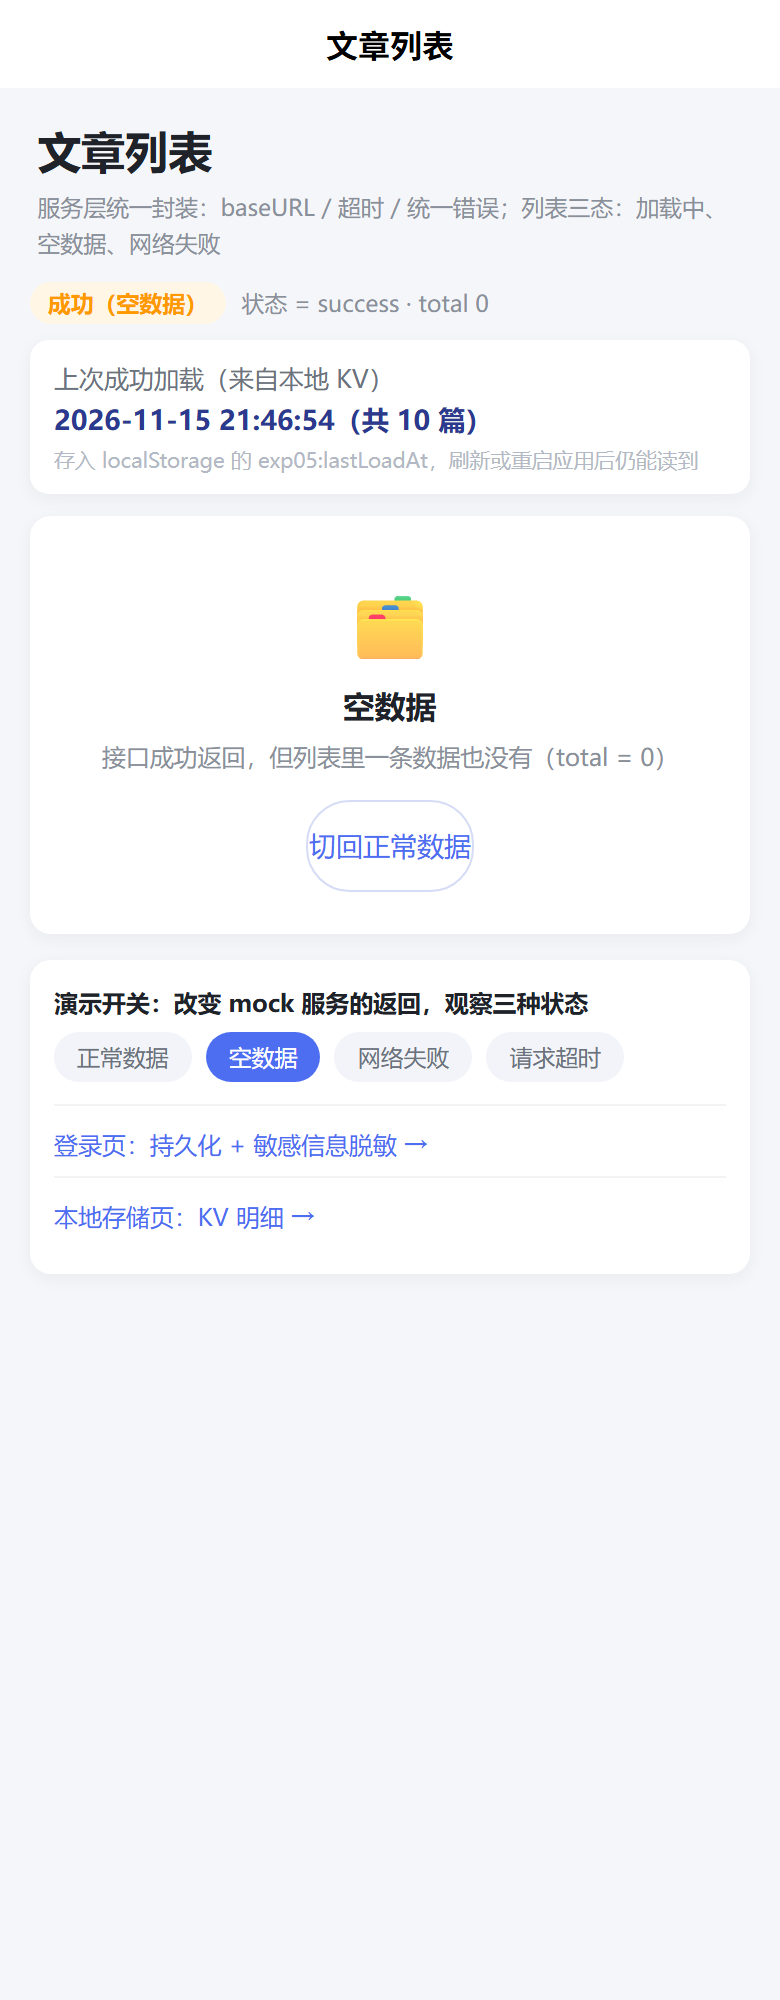 文章列表
文章列表
服务层统一封装：baseURL / 超时 / 统一错误；列表三态：加载中、
空数据、网络失败
成功（空数据） 状态 = success · total 0
上次成功加载（来自本地 KV）
2026-11-15 21:46:54（共 10 篇）
存入 localStorage 的 exp05:lastLoadAt，刷新或重启应用后仍能读到
空数据
接口成功返回，但列表里一条数据也没有（total = 0）
切回正常数据
演示开关：改变 mock 服务的返回，观察三种状态
正常数据 空数据 网络失败 请求超时
登录页：持久化 + 敏感信息脱敏 →
本地存储页：KV 明细 →